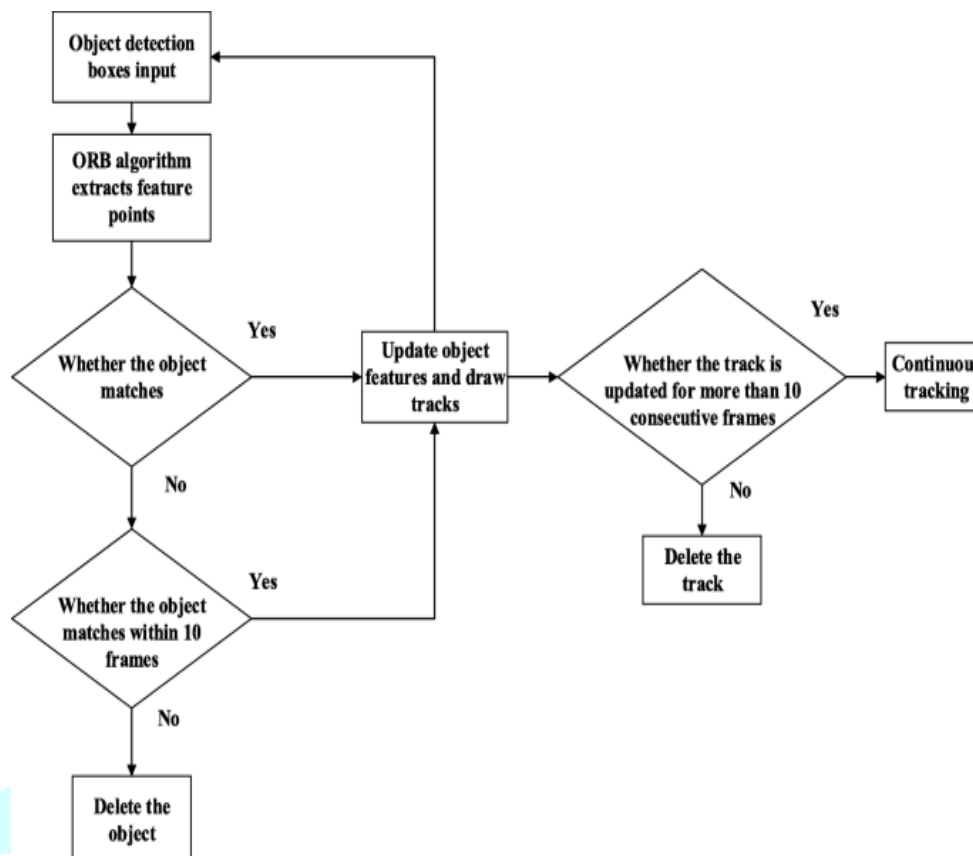 Object detection
boxes input
ORB algorithm
extracts feature
points
Whether the object
matches
Yes
No
Update object
features and draw
tracks
Whether the track is
updated for more than 10
consecutive frames
Yes
Continuou
tracking
No
Delete the
track
Whether the object
matches within 10
frames
Yes
No
Delete the
object